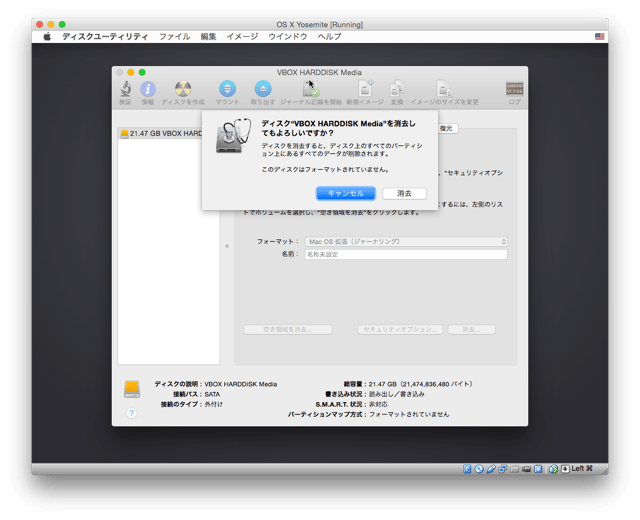 OS X Yosemite [Running]
ディスクユーティリティ ファイル 編集 イメージ ウインドウ ヘルプ
VBOX HARDDISK Media
検証 情報 ディスクを作成 マウント 取り出す ジャーナル記録を開始 新規イメージ 変換 イメージのサイズを変更 ログ
21.47 GB VBOX HARD
ディスク“VBOX HARDDISK Media”を消去し
てもよろしいですか？
ディスクを消去すると、ディスク上のすべてのパーティシ
ョン上にあるすべてのデータが削除されます。
このディスクはフォーマットされていません。
キャンセル 消去
復元
、“セキュリティオプシ
にするには、左側のリス
トでボリュームを選択し、“空き領域を消去”をクリックします。
フォーマット： Mac OS 拡張（ジャーナリング）
名前： 名称未設定
空き領域を消去... セキュリティオプション... 消去...
ディスクの説明：VBOX HARDDISK Media 総容量：21.47 GB（21,474,836,480 バイト）
接続バス：SATA 書き込み状況：読み出し／書き込み
接続のタイプ：外付け S.M.A.R.T. 状況：非対応
パーティションマップ方式：フォーマットされていません
?
Left ⌘